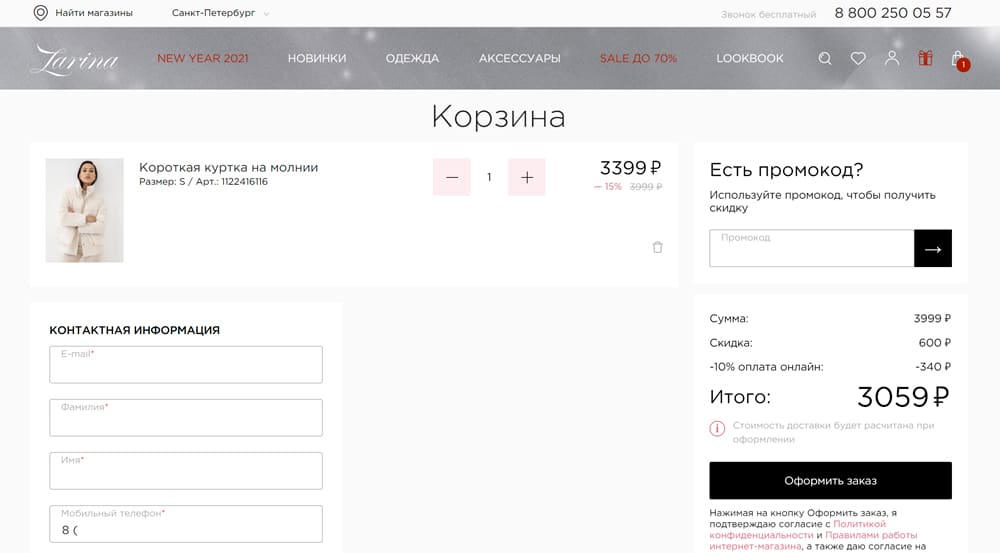 Найти магазины
Санкт-Петербург
Звонок бесплатный 8 800 250 05 57
Zarina
NEW YEAR 2021 НОВИНКИ ОДЕЖДА АКСЕССУАРЫ SALE ДО 70% LOOKBOOK
1
Корзина
Короткая куртка на молнии
Размер: S / Арт.: 1122416116
— 1 +
3399 ₽
— 15% 3999 ₽
Есть промокод?
Используйте промокод, чтобы получить
скидку
Промокод
КОНТАКТНАЯ ИНФОРМАЦИЯ
E-mail*
Фамилия*
Имя*
Мобильный телефон*
8 (
Сумма: 3999 ₽
Скидка: 600 ₽
-10% оплата онлайн: -340 ₽
Итого: 3059 ₽
Стоимость доставки будет расчитана при
оформлении
Оформить заказ
Нажимая на кнопку Оформить заказ, я
подтверждаю согласие с Политикой
конфиденциальности и Правилами работы
интернет-магазина, а также даю согласие на